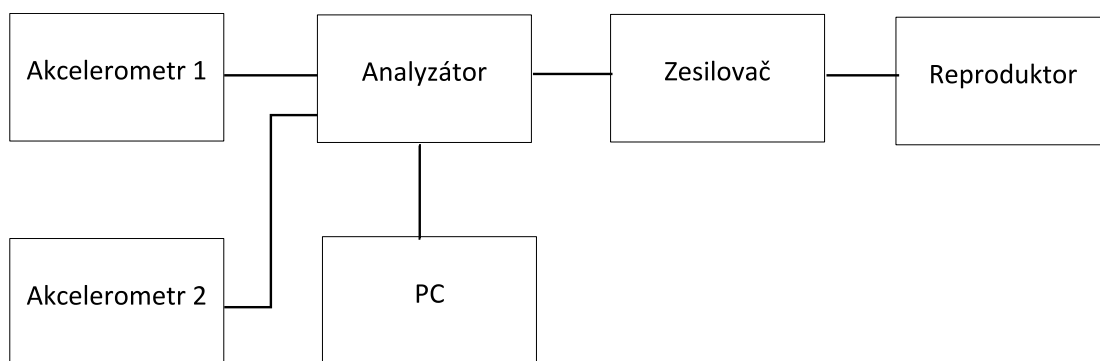 Akcelerometr 1
Analyzátor
Zesilovač
Reproduktor
Akcelerometr 2
PC